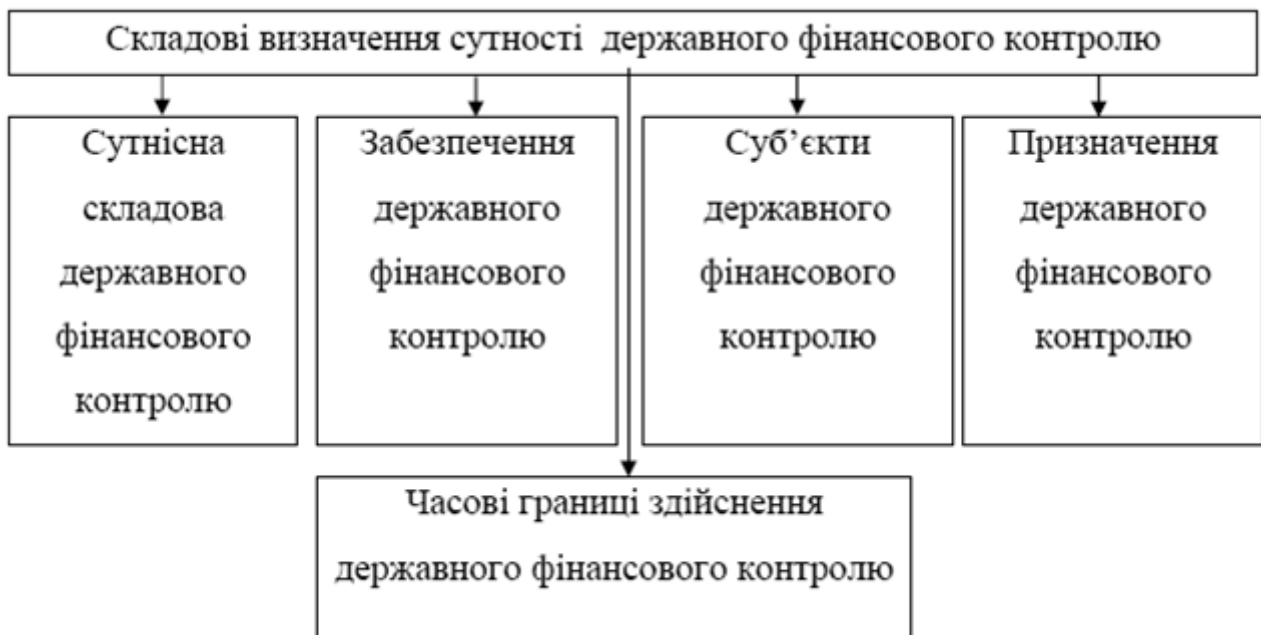 Складові визначення сутності державного фінансового контролю
Сутнісна
складова
державного
фінансового
контролю
Забезпечення
державного
фінансового
контролю
Суб’єкти
державного
фінансового
контролю
Призначення
державного
фінансового
контролю
Часові границі здійснення
державного фінансового контролю